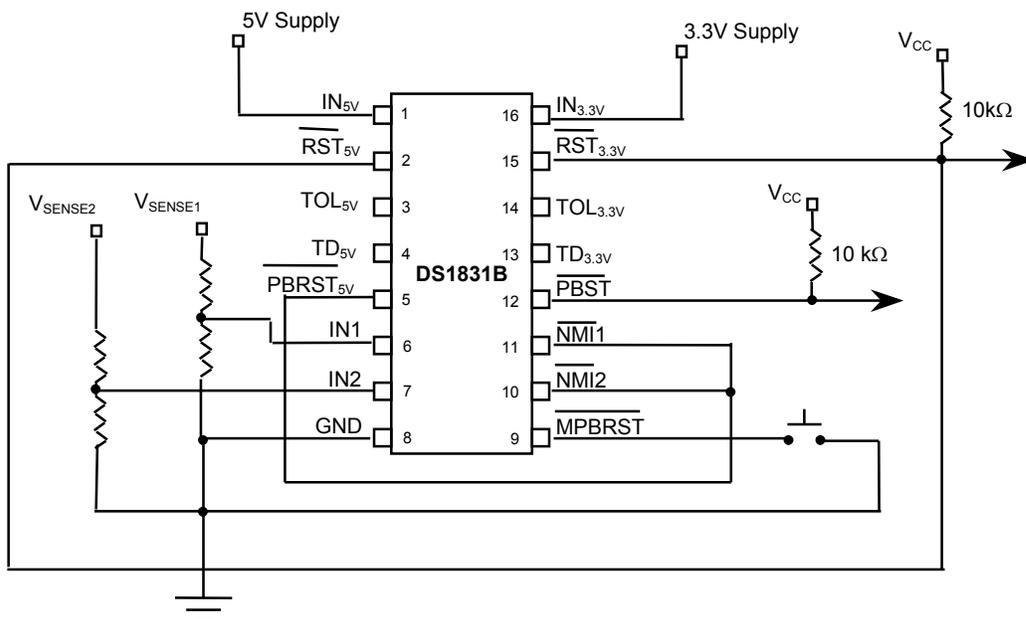 5V Supply
3.3V Supply
VCC
10kΩ
IN5V
1
16
IN3.3V
RST5V
2
15
RST3.3V
VSENSE2
VSENSE1
TOL5V
3
14
TOL3.3V
VCC
10 kΩ
TD5V
4
13
TD3.3V
DS1831B
PBRST5V
5
12
PBST
IN1
6
11
NMI1
IN2
7
10
NMI2
GND
8
9
MPBRST